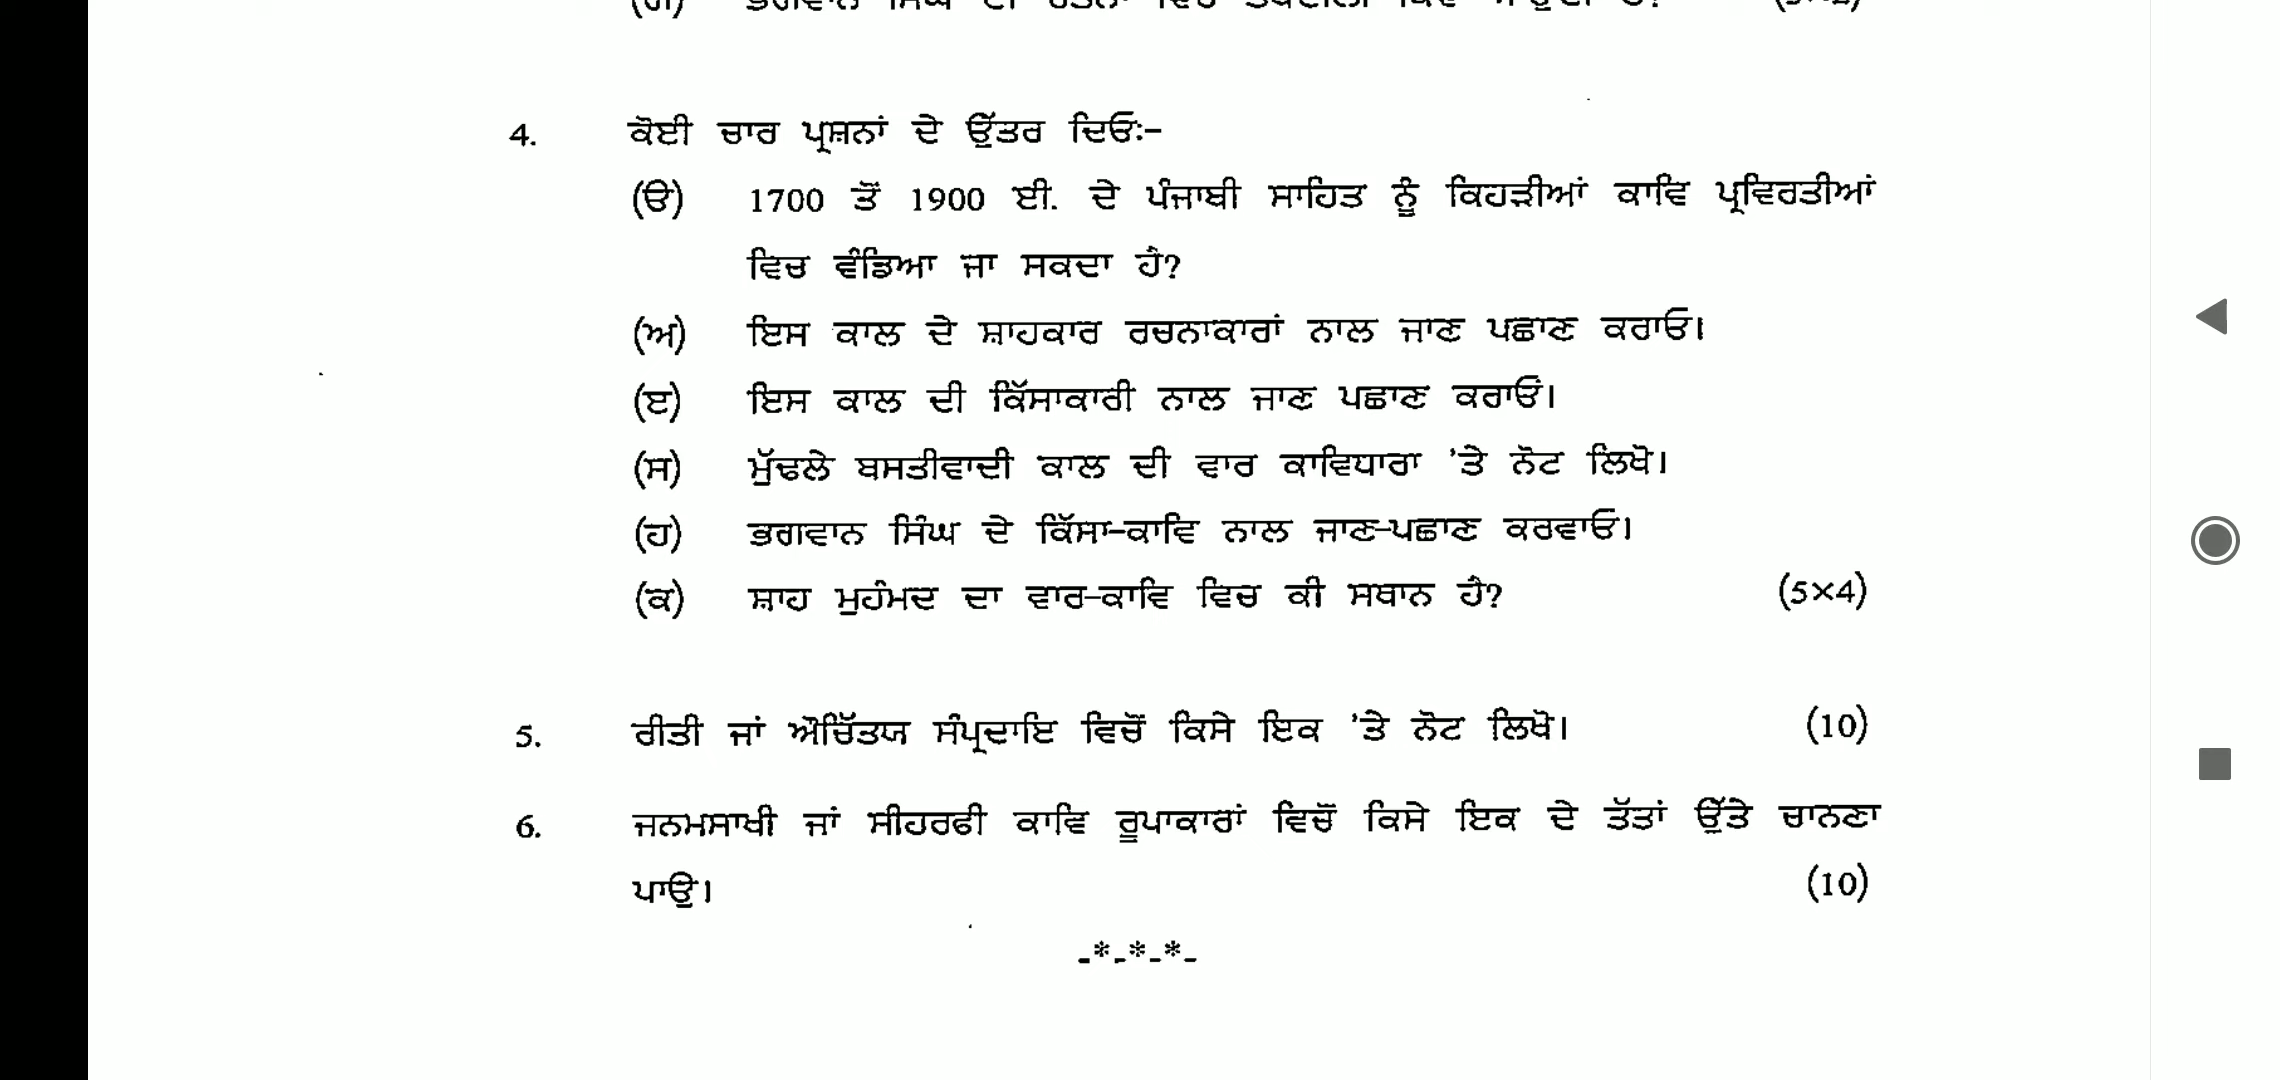 4. ਕੋਈ ਚਾਰ ਪ੍ਰਸ਼ਨਾਂ ਦੇ ਉੱਤਰ ਦਿਓ:–
(ੳ) 1700 ਤੋਂ 1900 ਈ. ਦੇ ਪੰਜਾਬੀ ਸਾਹਿਤ ਨੂੰ ਕਿਹੜੀਆਂ ਕਾਵਿ ਪ੍ਰਵਿਰਤੀਆਂ
ਵਿਚ ਵੰਡਿਆ ਜਾ ਸਕਦਾ ਹੈ?
(ਅ) ਇਸ ਕਾਲ ਦੇ ਸ਼ਾਹਕਾਰ ਰਚਨਾਕਾਰਾਂ ਨਾਲ ਜਾਣ ਪਛਾਣ ਕਰਾਓ।
(ੲ) ਇਸ ਕਾਲ ਦੀ ਕਿੱਸਾਕਾਰੀ ਨਾਲ ਜਾਣ ਪਛਾਣ ਕਰਾਓ।
(ਸ) ਮੁੱਢਲੇ ਬਸਤੀਵਾਦੀ ਕਾਲ ਦੀ ਵਾਰ ਕਾਵਿਧਾਰਾ 'ਤੇ ਨੋਟ ਲਿਖੋ।
(ਹ) ਭਗਵਾਨ ਸਿੰਘ ਦੇ ਕਿੱਸਾ–ਕਾਵਿ ਨਾਲ ਜਾਣ–ਪਛਾਣ ਕਰਵਾਓ।
(ਕ) ਸ਼ਾਹ ਮੁਹੰਮਦ ਦਾ ਵਾਰ–ਕਾਵਿ ਵਿਚ ਕੀ ਸਥਾਨ ਹੈ? (5×4)
5. ਰੀਤੀ ਜਾਂ ਔਚਿੱਤਯ ਸੰਪ੍ਰਦਾਇ ਵਿਚੋਂ ਕਿਸੇ ਇਕ 'ਤੇ ਨੋਟ ਲਿਖੋ। (10)
6. ਜਨਮਸਾਖੀ ਜਾਂ ਸੀਹਰਫੀ ਕਾਵਿ ਰੂਪਾਕਾਰਾਂ ਵਿਚੋਂ ਕਿਸੇ ਇਕ ਦੇ ਤੱਤਾਂ ਉੱਤੇ ਚਾਨਣਾ
ਪਾਉ। (10)
-*-*-*-